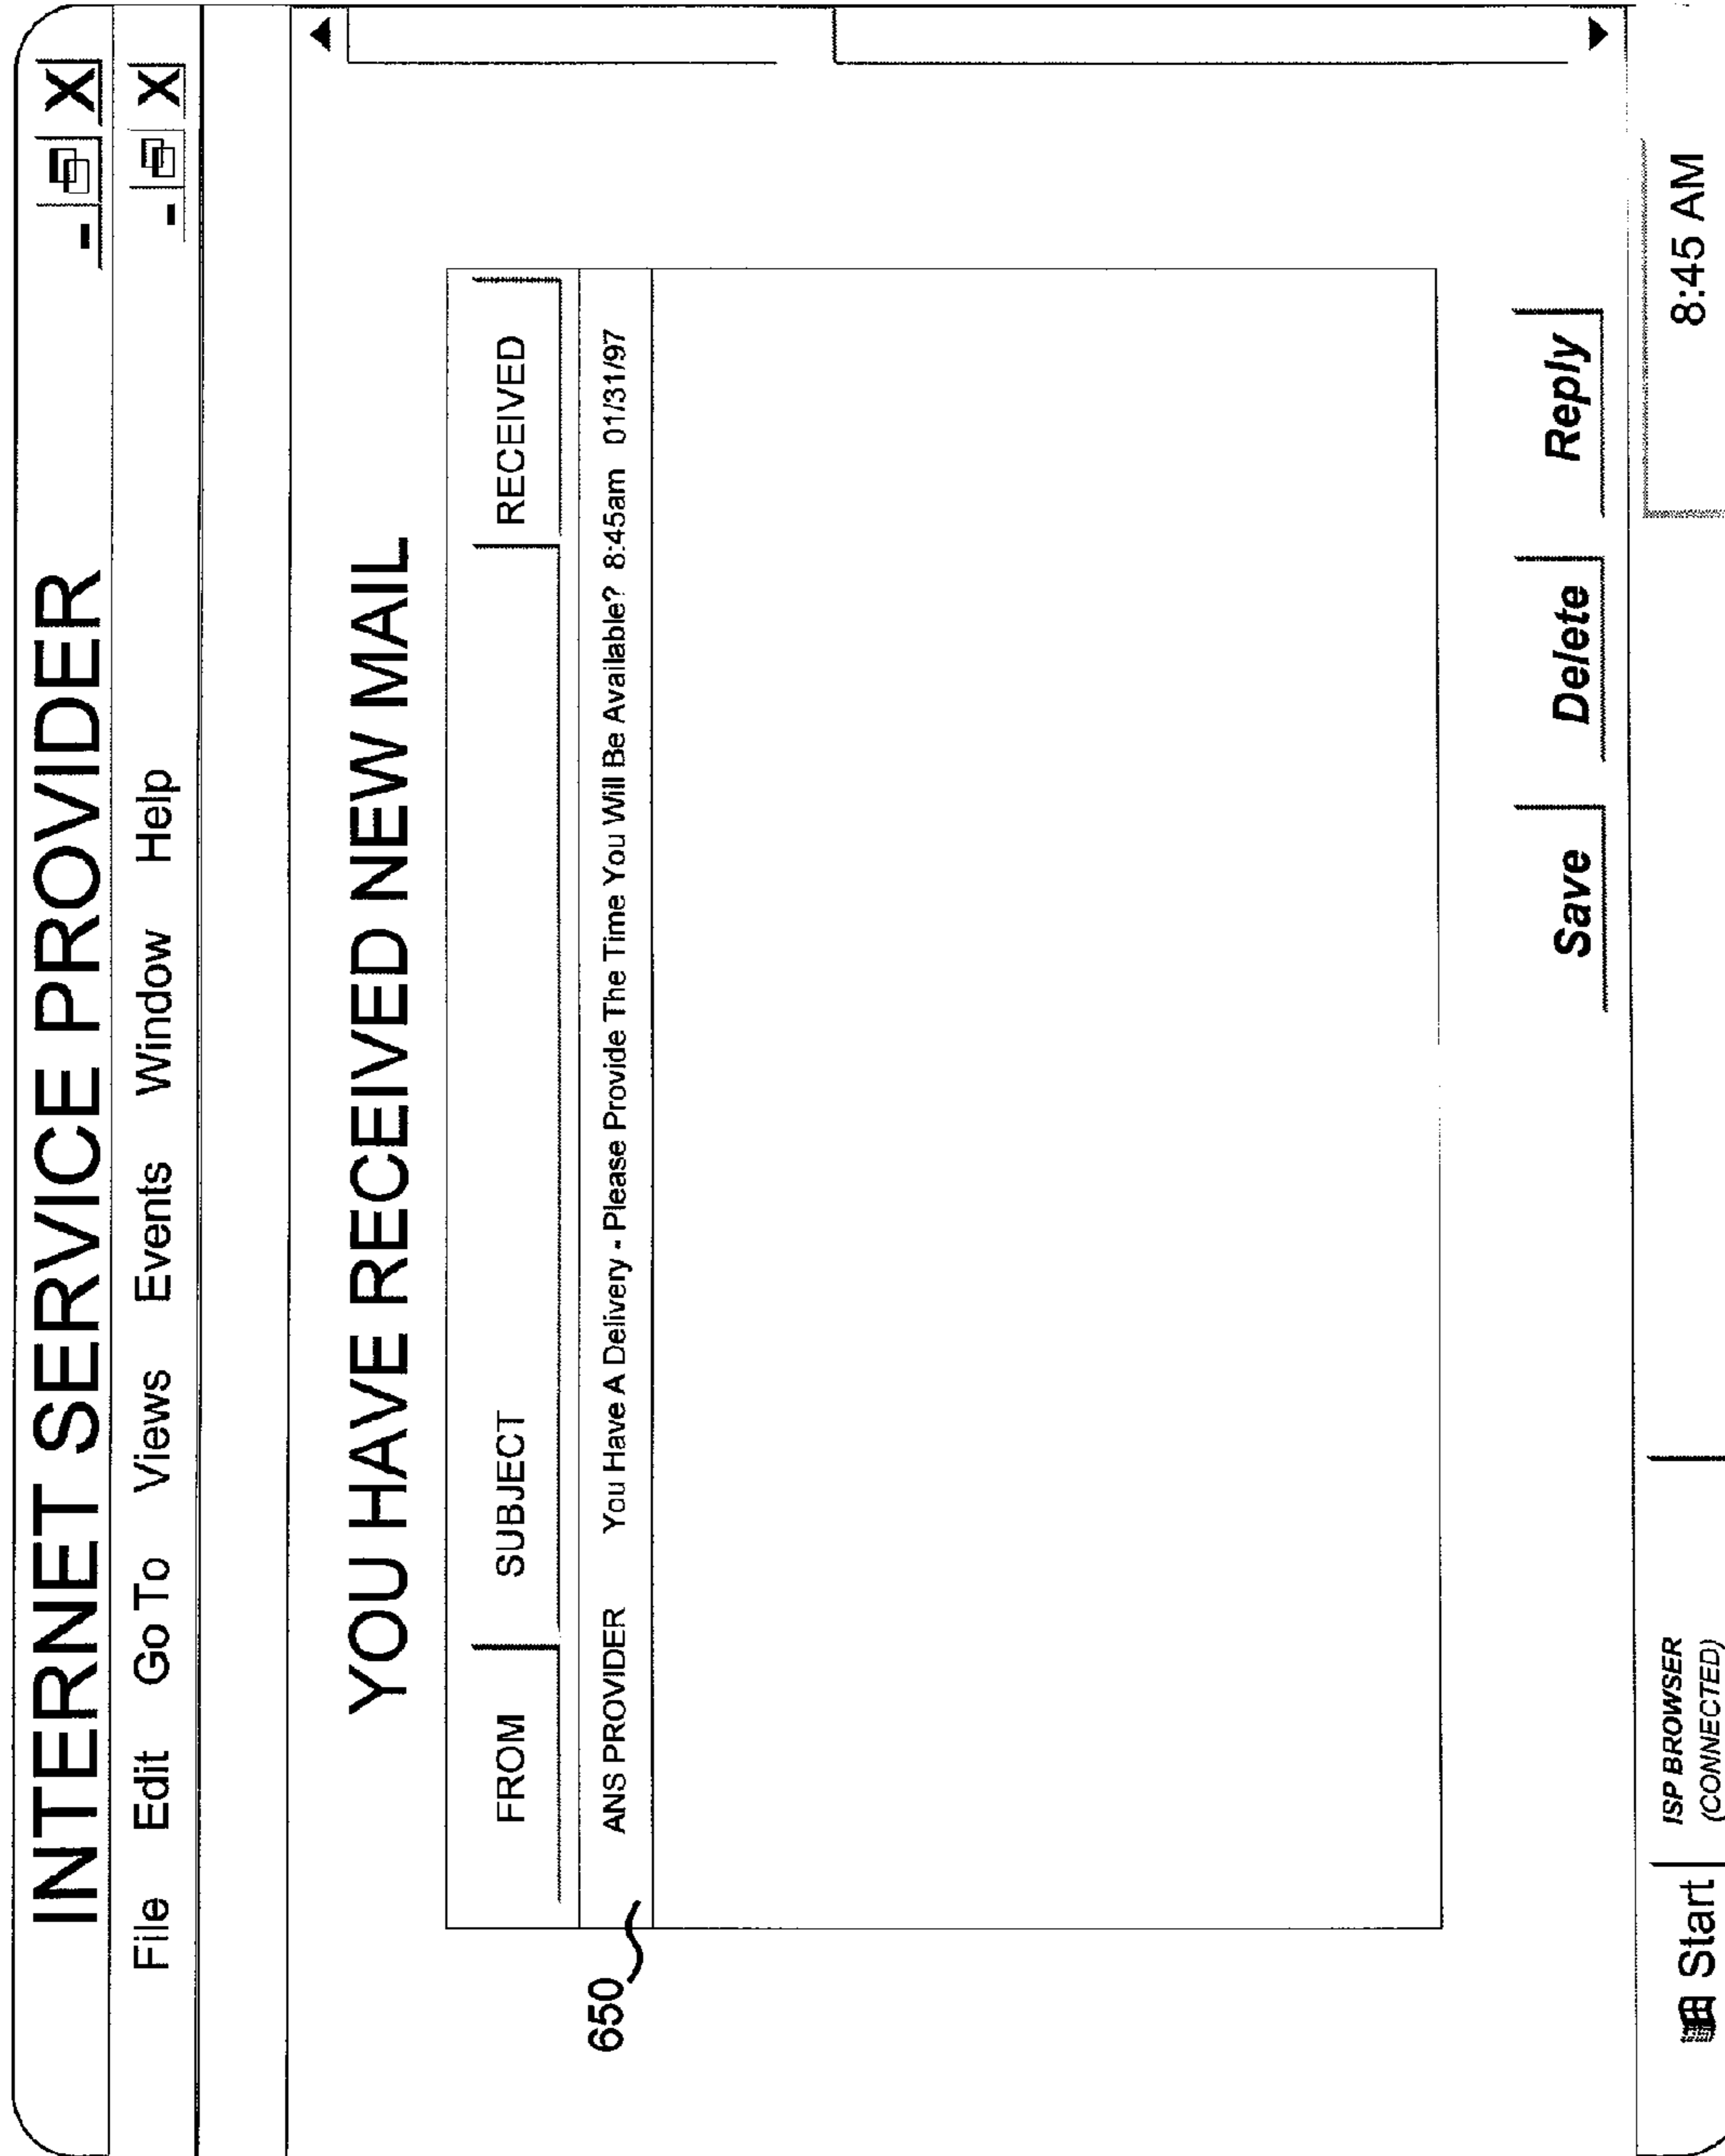 INTERNET SERVICE PROVIDER
File Edit Go To Views Events Window Help
YOU HAVE RECEIVED NEW MAIL
FROM SUBJECT RECEIVED
650 ANS PROVIDER You Have A Delivery - Please Provide The Time You Will Be Available? 8:45am 01/31/97
Save Delete Reply
Start ISP BROWSER 8:45 AM
(CONNECTED)